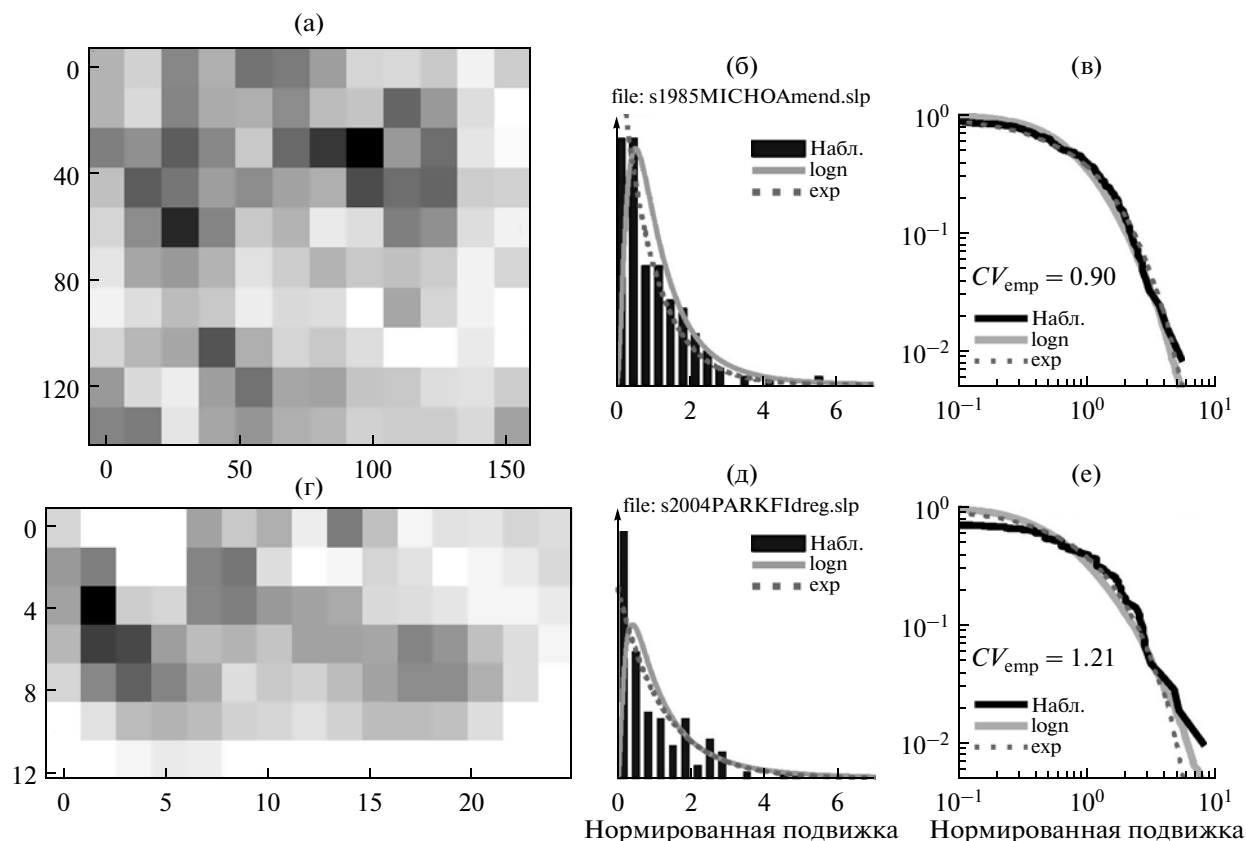 (а)
0
40
80
120
0 50 100 150
(б)
file: s1985MICHOAmend.slp
Набл.
logn
exp
0 2 4 6
(в)
10^0
10^−1
10^−2
CV_emp = 0.90
Набл.
logn
exp
10^−1 10^0 10^1
(г)
0
4
8
12
0 5 10 15 20
(д)
file: s2004PARKFIdreg.slp
Набл.
logn
exp
0 2 4 6
Нормированная подвижка
(е)
10^0
10^−1
10^−2
CV_emp = 1.21
Набл.
logn
exp
10^−1 10^0 10^1
Нормированная подвижка